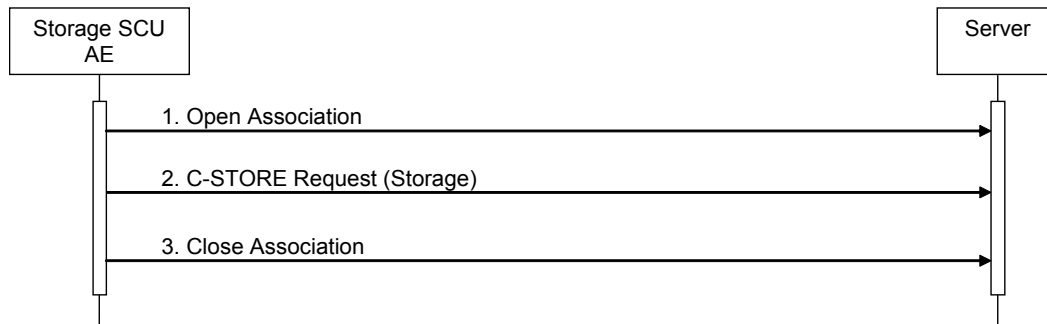 Storage SCU
AE
Server
1. Open Association
2. C-STORE Request (Storage)
3. Close Association